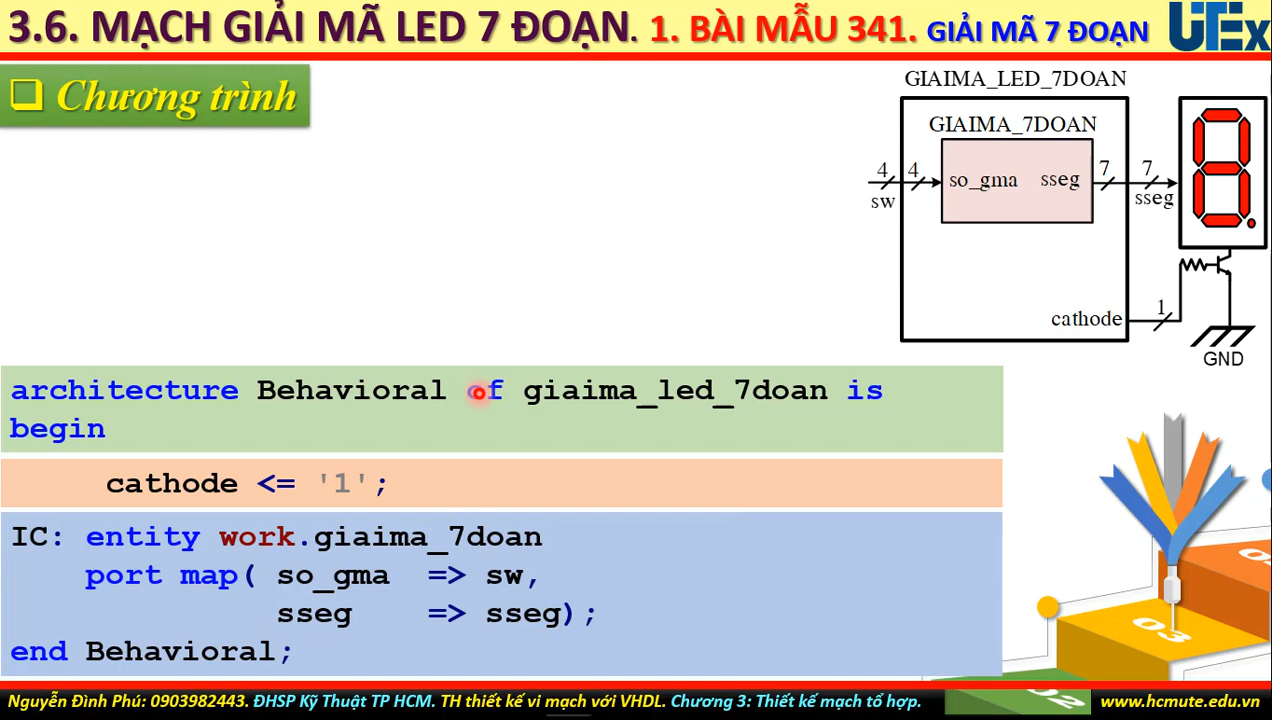 3.6. MẠCH GIẢI MÃ LED 7 ĐOẠN. 1. BÀI MẪU 341. GIẢI MÃ 7 ĐOẠN
UTEx
❑ Chương trình
GIAIMA_LED_7DOAN
GIAIMA_7DOAN
4 4 so_gma sseg 7 7
sw
sseg
cathode 1
GND
architecture Behavioral of giaima_led_7doan is
begin
cathode <= '1';
IC: entity work.giaima_7doan
port map( so_gma => sw,
sseg => sseg);
end Behavioral;
03
02
Nguyễn Đình Phú: 0903982443. ĐHSP Kỹ Thuật TP HCM. TH thiết kế vi mạch với VHDL. Chương 3: Thiết kế mạch tổ hợp. www.hcmute.edu.vn